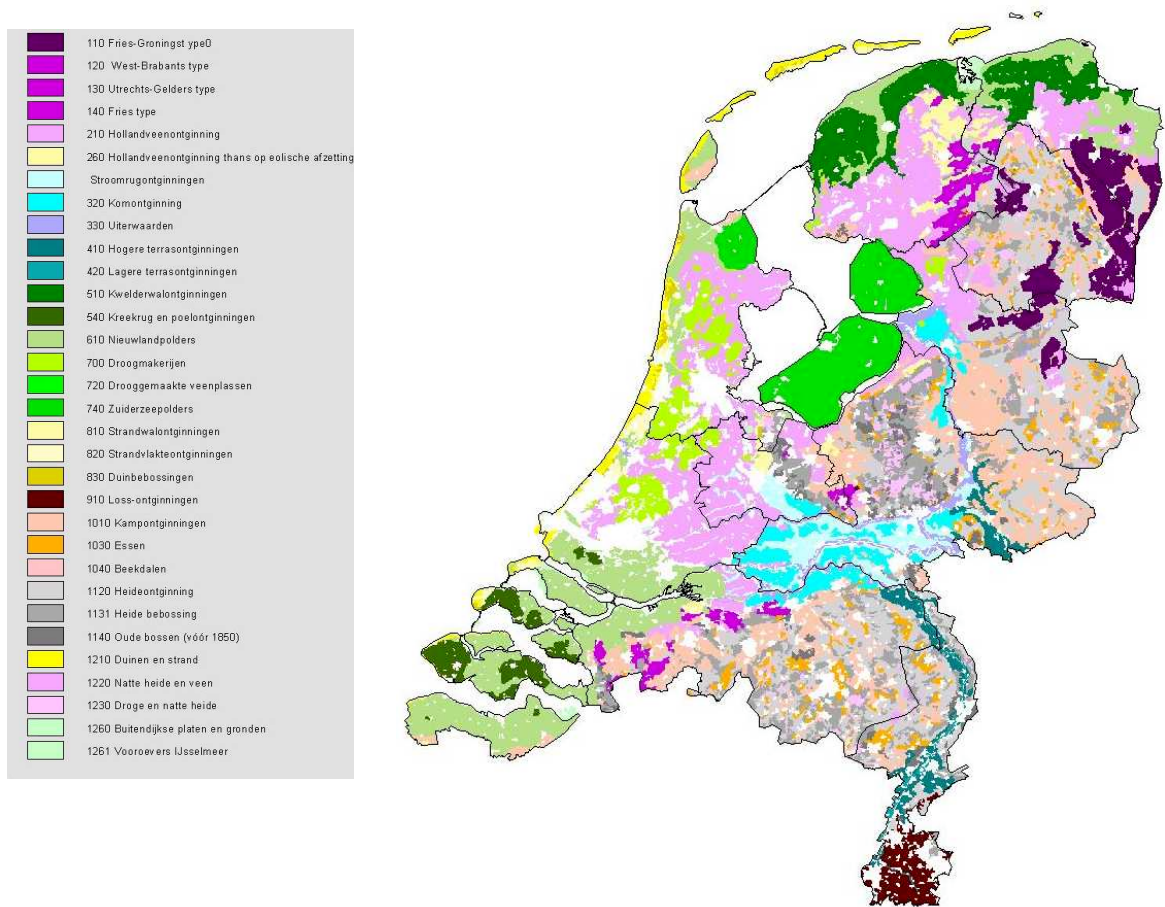 110 Fries-Groningst ype0
120 West-Brabants type
130 Utrechts-Gelders type
140 Fries type
210 Hollandveenontginning
260 Hollandveenontginning thans op eolische afzetting
Stroomrugontginningen
320 Komontginning
330 Uiterwaarden
410 Hogere terrasontginningen
420 Lagere terrasontginningen
510 Kwelderwalontginningen
540 Kreekrug en poelontginningen
610 Nieuwlandpolders
700 Droogmakerijen
720 Drooggemaakte veenplassen
740 Zuiderzeepolders
810 Strandwalontginningen
820 Strandvlakteontginningen
830 Duinbebossingen
910 Loss-ontginningen
1010 Kampontginningen
1030 Essen
1040 Beekdalen
1120 Heideontginning
1131 Heide bebossing
1140 Oude bossen (vóór 1850)
1210 Duinen en strand
1220 Natte heide en veen
1230 Droge en natte heide
1260 Buitendijkse platen en gronden
1261 Vooroevers IJsselmeer